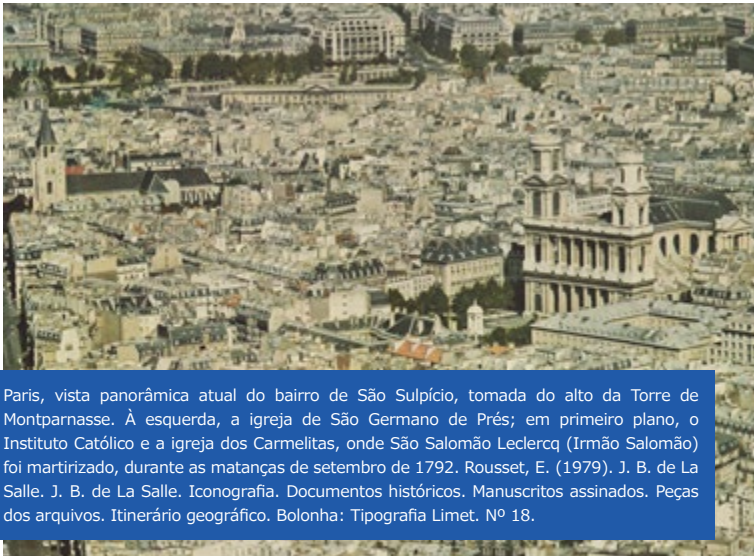 Paris, vista panorâmica atual do bairro de São Sulpício, tomada do alto da Torre de
Montparnasse. À esquerda, a igreja de São Germano de Prés; em primeiro plano, o
Instituto Católico e a igreja dos Carmelitas, onde São Salomão Leclercq (Irmão Salomão)
foi martirizado, durante as matanças de setembro de 1792. Rousset, E. (1979). J. B. de La
Salle. J. B. de La Salle. Iconografia. Documentos históricos. Manuscritos assinados. Peças
dos arquivos. Itinerário geográfico. Bolonha: Tipografia Limet. Nº 18.